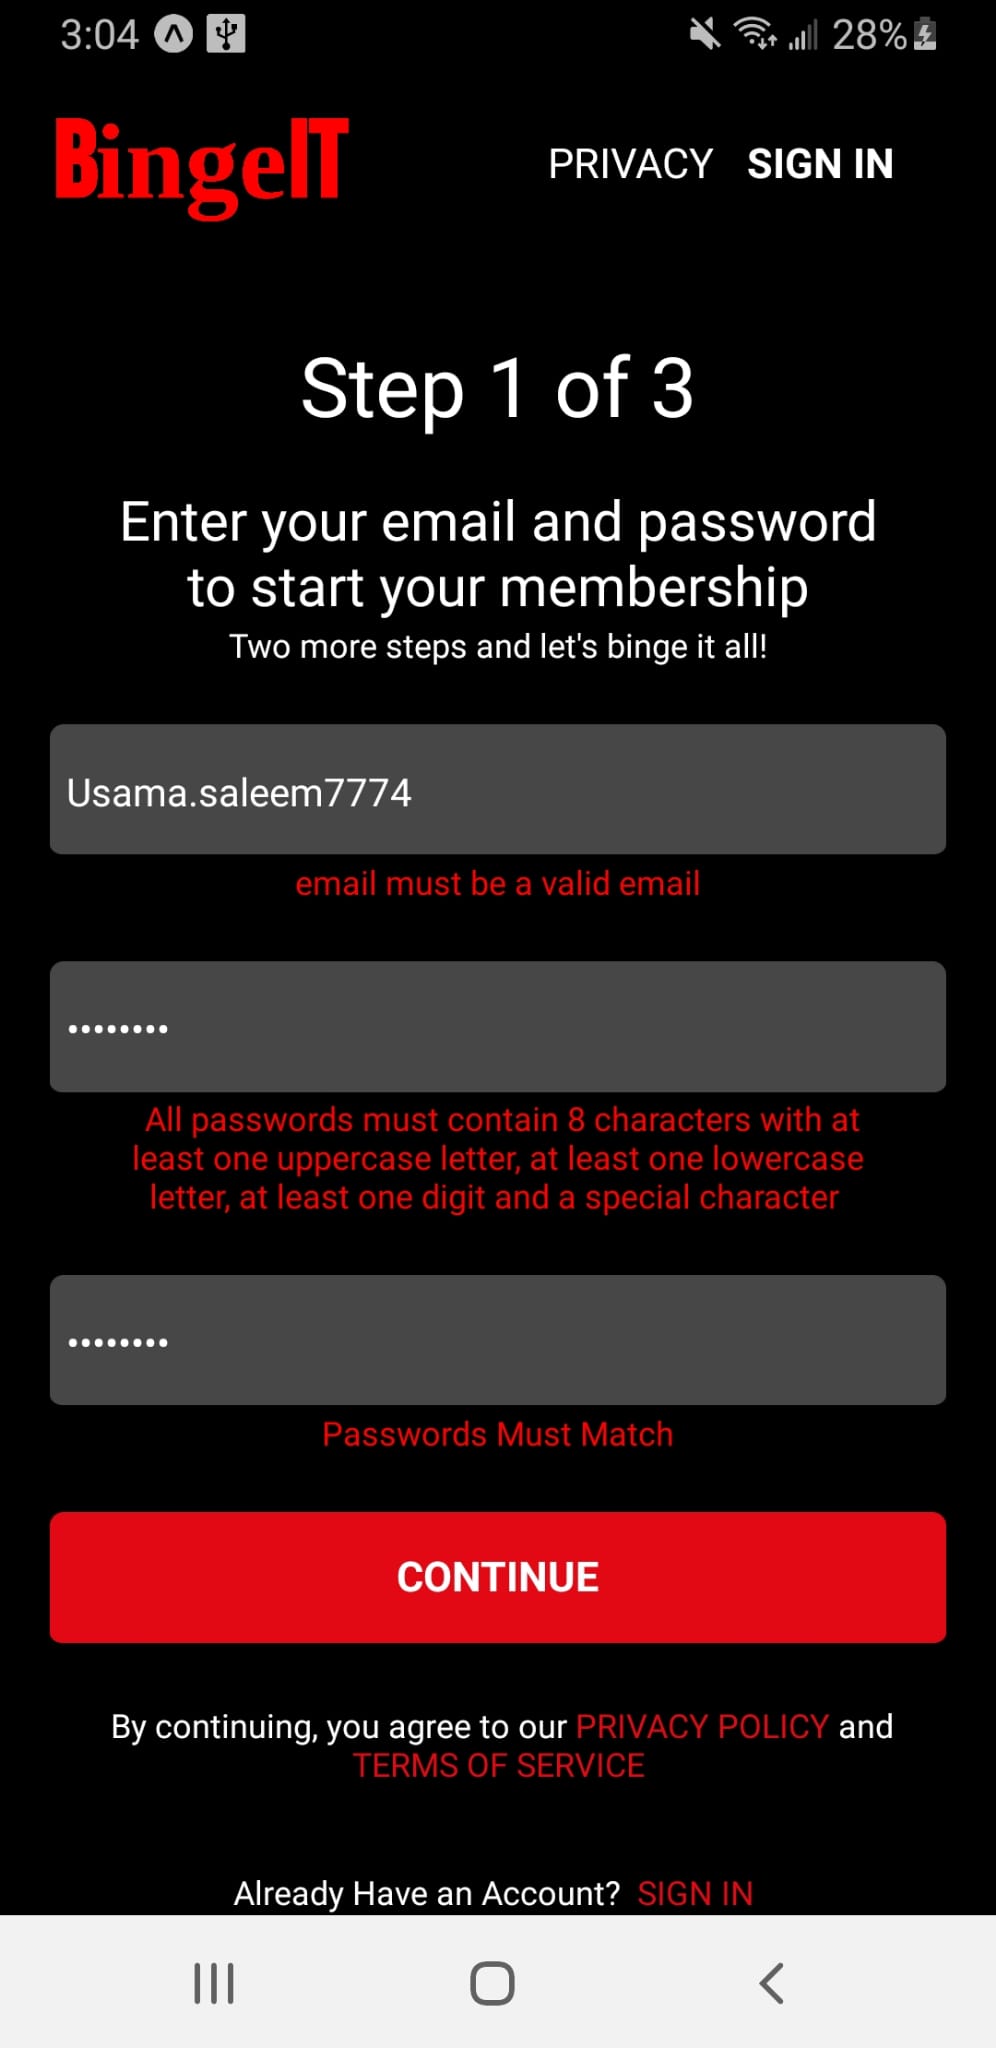 3:04 28%
BingeIT PRIVACY SIGN IN
Step 1 of 3
Enter your email and password
to start your membership
Two more steps and let's binge it all!
Usama.saleem7774
email must be a valid email
••••••••
All passwords must contain 8 characters with at
least one uppercase letter, at least one lowercase
letter, at least one digit and a special character
••••••••
Passwords Must Match
CONTINUE
By continuing, you agree to our PRIVACY POLICY and
TERMS OF SERVICE
Already Have an Account? SIGN IN